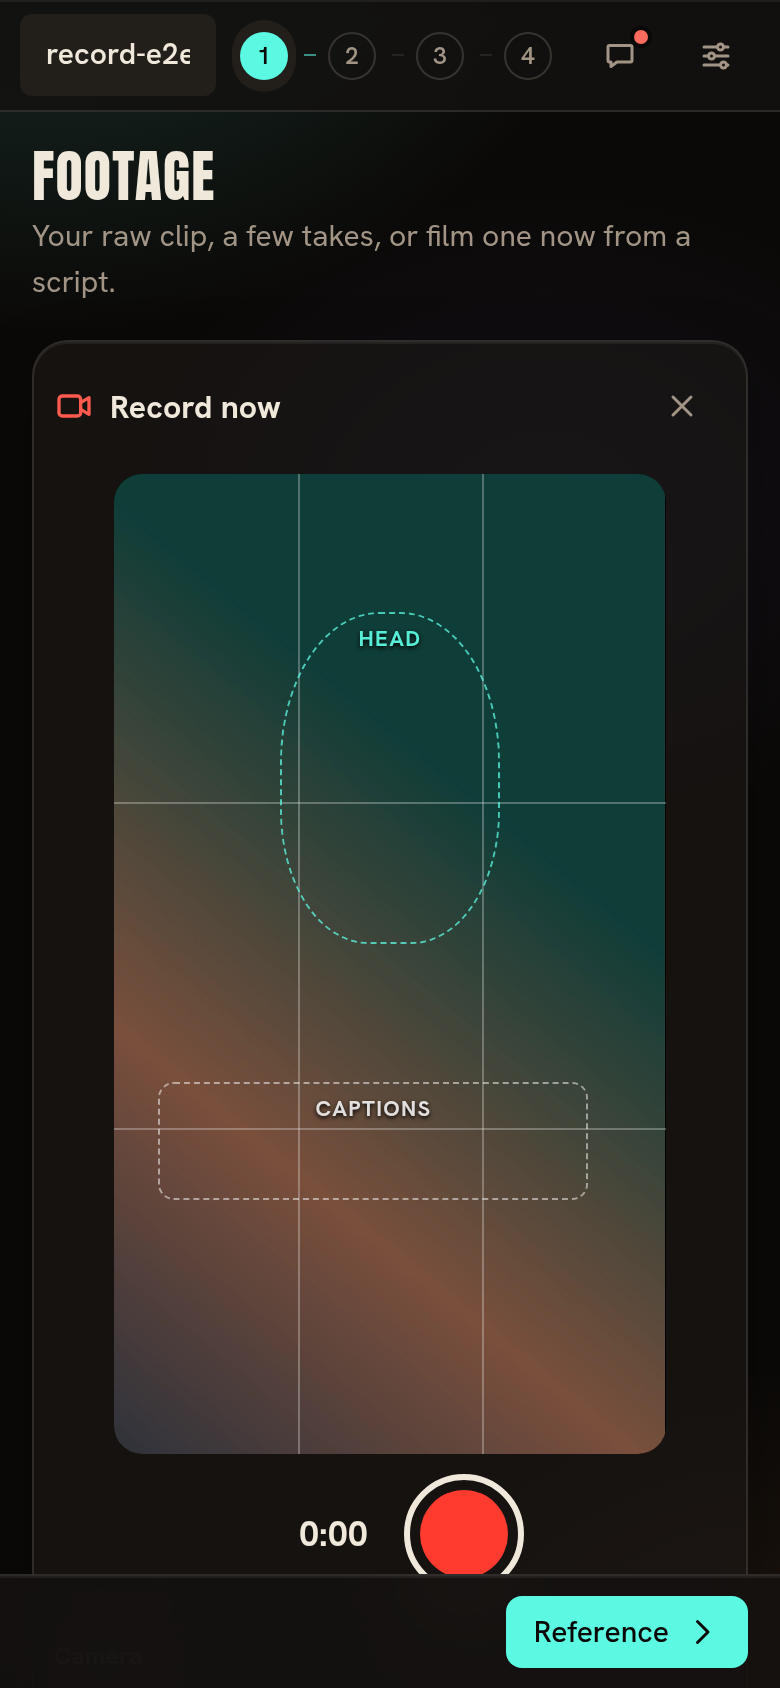 record-e2e
1
2
3
4
FOOTAGE
Your raw clip, a few takes, or film one now from a
script.
Record now
HEAD
CAPTIONS
0:00
Reference
Camera